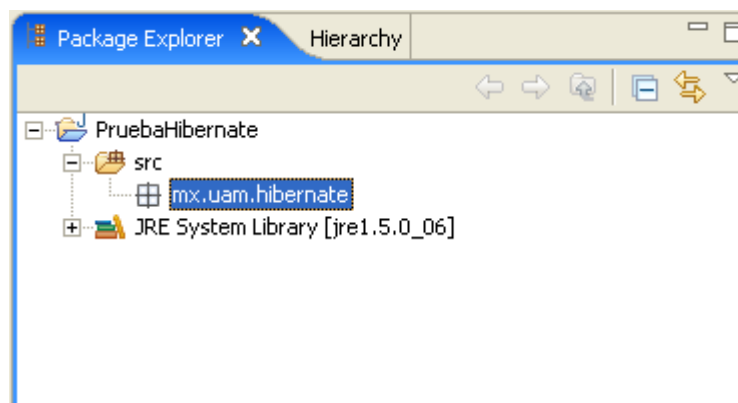 Package Explorer Hierarchy
PruebaHibernate
src
mx.uam.hibernate
JRE System Library [jre1.5.0_06]